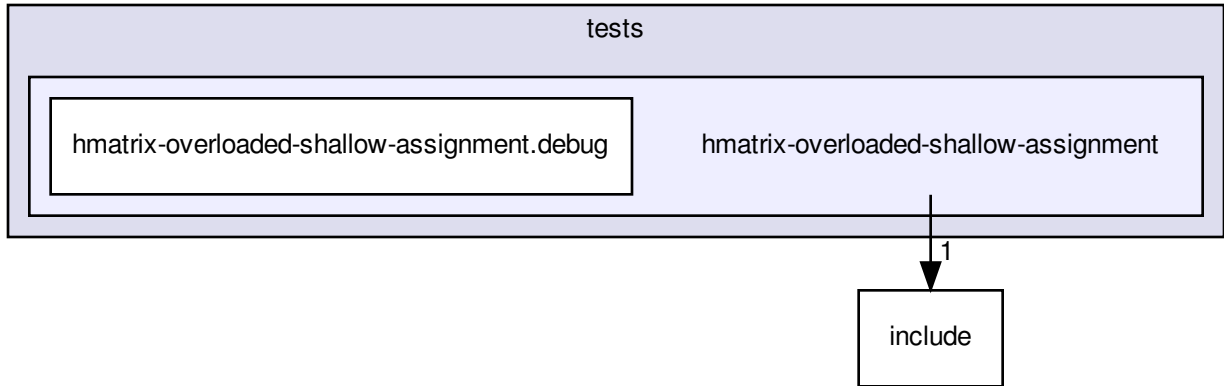 tests
hmatrix-overloaded-shallow-assignment.debug
hmatrix-overloaded-shallow-assignment
1
include